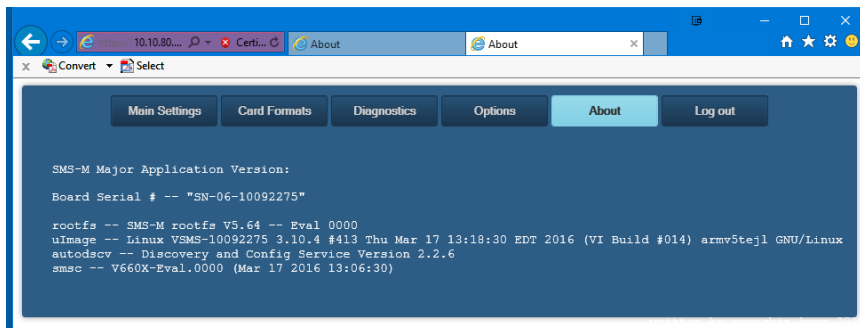 https://10.10.80.... Certi... About About
x Convert Select
Main Settings Card Formats Diagnostics Options About Log out
SMS-M Major Application Version:
Board Serial # -- "SN-06-10092275"
rootfs -- SMS-M rootfs V5.64 -- Eval 0000
uImage -- Linux VSMS-10092275 3.10.4 #413 Thu Mar 17 13:18:30 EDT 2016 (VI Build #014) armv5tejl GNU/Linux
autodscv -- Discovery and Config Service Version 2.2.6
smsc -- V660X-Eval.0000 (Mar 17 2016 13:06:30)